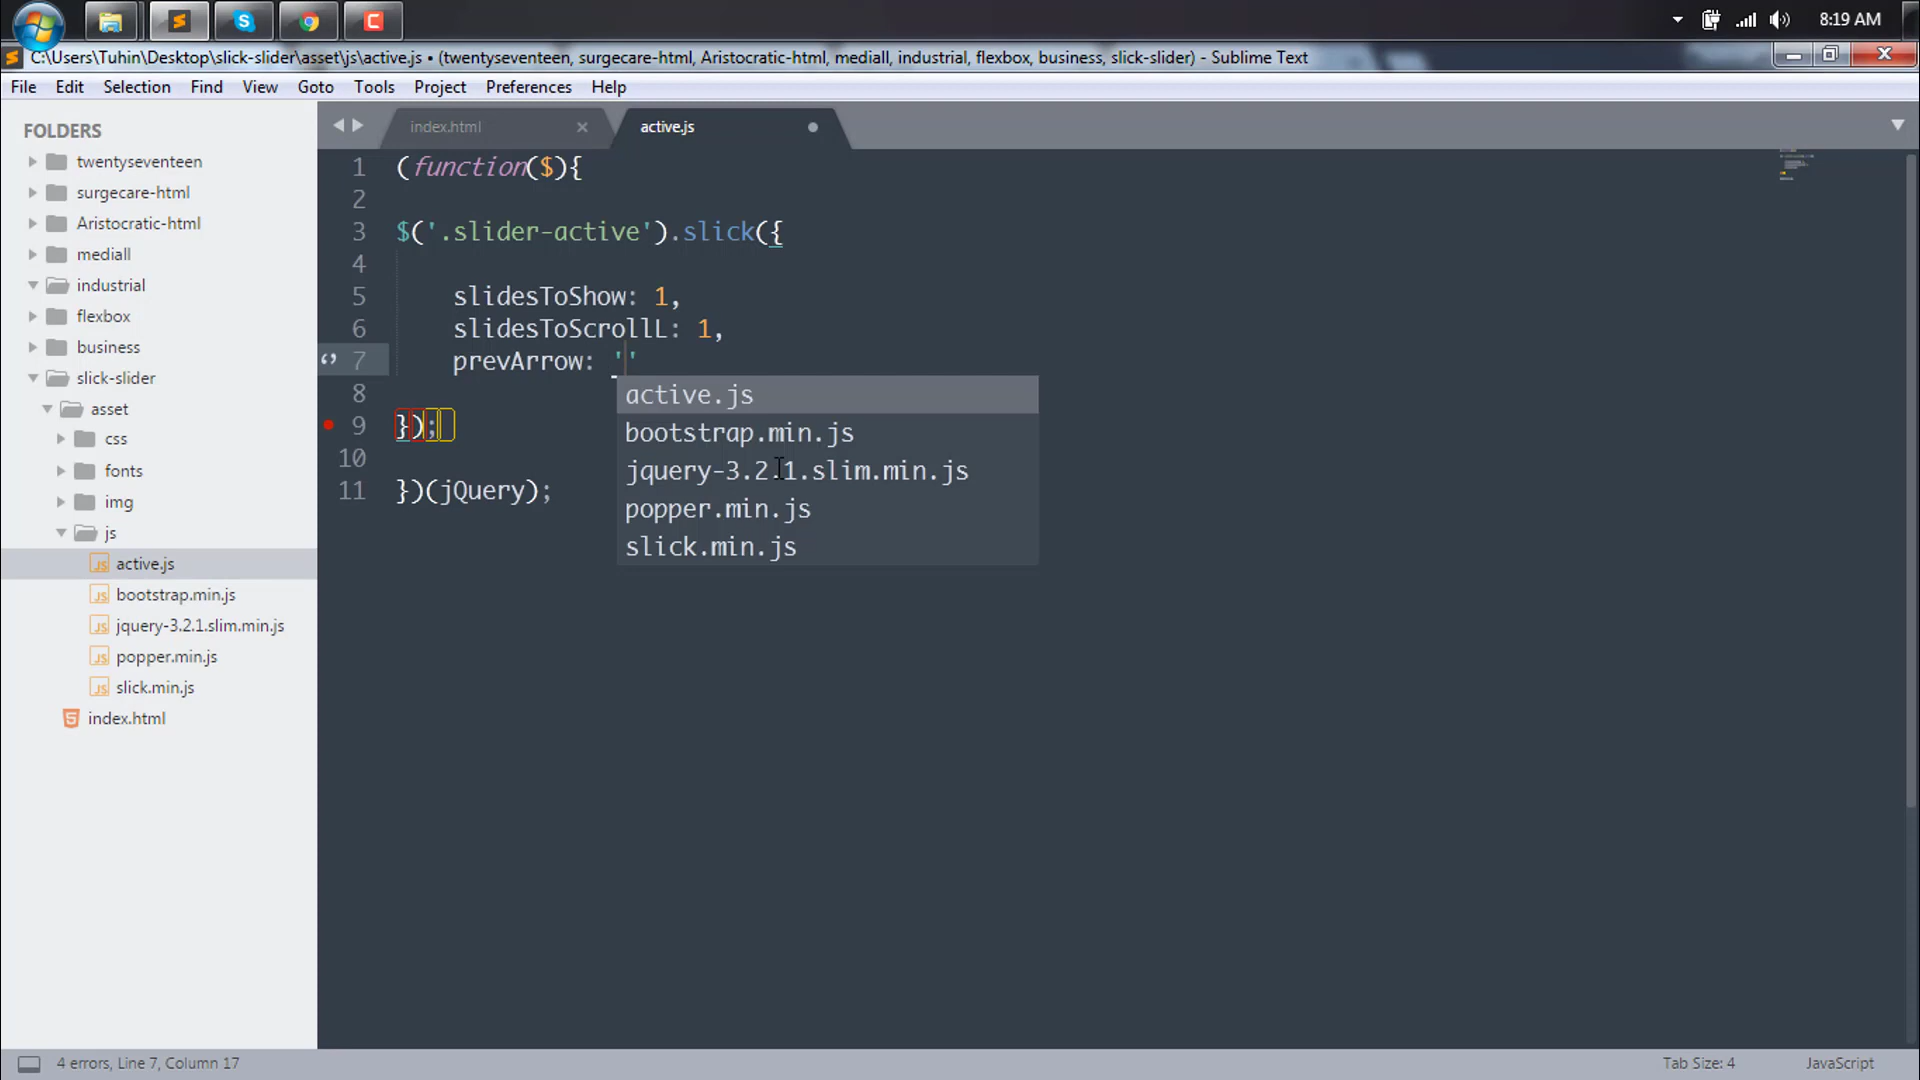 8:19 AM
C:\Users\Tuhin\Desktop\slick-slider\asset\js\active.js • (twentyseventeen, surgecare-html, Aristocratic-html, mediall, industrial, flexbox, business, slick-slider) - Sublime Text
File Edit Selection Find View Goto Tools Project Preferences Help
FOLDERS
twentyseventeen
surgecare-html
Aristocratic-html
mediall
industrial
flexbox
business
slick-slider
asset
css
fonts
img
js
active.js
bootstrap.min.js
jquery-3.2.1.slim.min.js
popper.min.js
slick.min.js
index.html
index.html active.js
1 (function($){
2
3 $('.slider-active').slick({
4
5 slidesToShow: 1,
6 slidesToScrollL: 1,
7 prevArrow: ''
8
9 });
10
11 })(jQuery);
active.js
bootstrap.min.js
jquery-3.2.1.slim.min.js
popper.min.js
slick.min.js
4 errors, Line 7, Column 17
Tab Size: 4 JavaScript